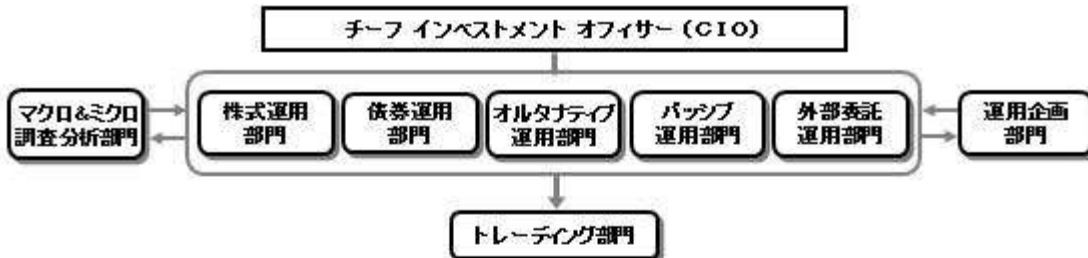 チーフ インベストメント オフィサー(CIO)
マクロ&ミクロ
調査分析部門
株式運用
部門
債券運用
部門
オルタナティブ
運用部門
パッシブ
運用部門
外部委託
運用部門
運用企画
部門
トレーディング部門